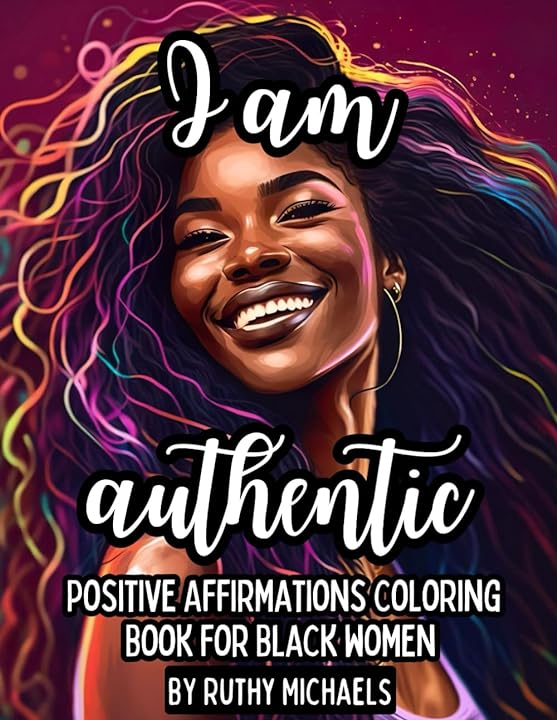 I am
authentic
POSITIVE AFFIRMATIONS COLORING
BOOK FOR BLACK WOMEN
BY RUTHY MICHAELS